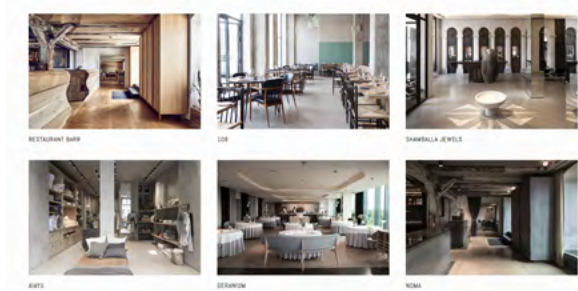 RESTAURANT BARR
108
SHAMBALLA JEWELS
AIAYU
GERANIUM
NOMA